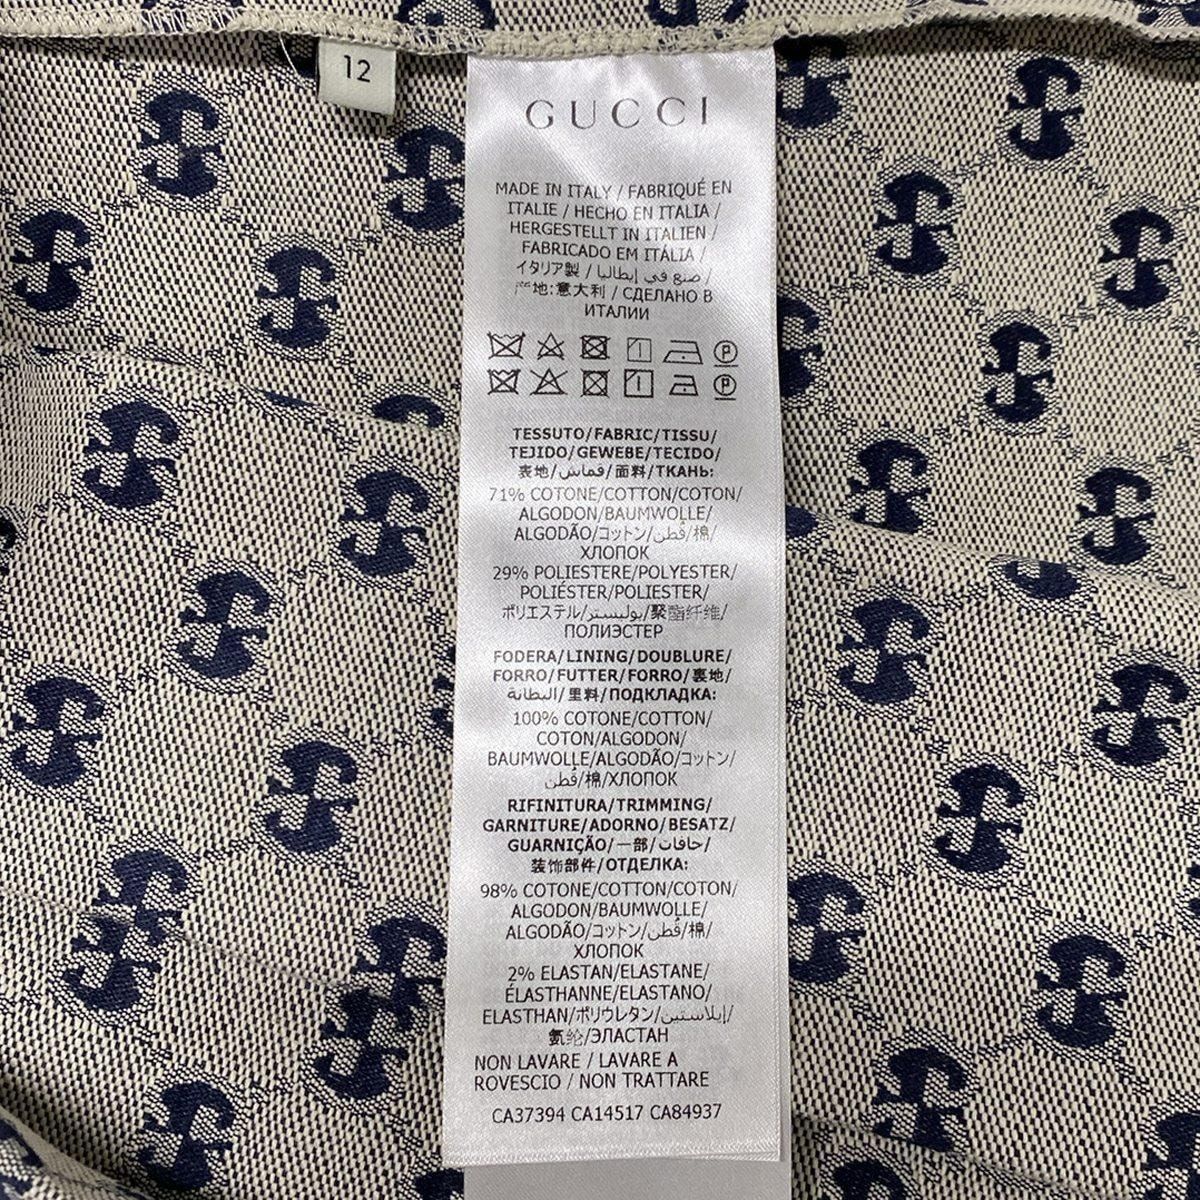 12
GUCCI
MADE IN ITALY / FABRIQUÉ EN
ITALIE / HECHO EN ITALIA /
HERGESTELLT IN ITALIEN /
FABRICADO EM ITÁLIA /
イタリア製 / صنع في إيطاليا /
产地:意大利 / СДЕЛАНО В
ИТАЛИИ
TESSUTO/FABRIC/TISSU/
TEJIDO/GEWEBE/TECIDO/
表地/قماش/面料/ТКАНЬ:
71% COTONE/COTTON/COTON/
ALGODON/BAUMWOLLE/
ALGODÃO/コットン/قُطن/棉/
ХЛОПОК
29% POLIESTERE/POLYESTER/
POLIÉSTER/POLIESTER/
ポリエステル/بوليستر/聚酯纤维/
ПОЛИЭСТЕР
FODERA/LINING/DOUBLURE/
FORRO/FUTTER/FORRO/裏地/
البطانة/里料/ПОДКЛАДКА:
100% COTONE/COTTON/
COTON/ALGODON/
BAUMWOLLE/ALGODÃO/コットン/
قُطن/棉/ХЛОПОК
RIFINITURA/TRIMMING/
GARNITURE/ADORNO/BESATZ/
GUARNIÇÃO/一部/حافات/
装饰部件/ОТДЕЛКА:
98% COTONE/COTTON/COTON/
ALGODON/BAUMWOLLE/
ALGODÃO/コットン/قُطن/棉/
ХЛОПОК
2% ELASTAN/ELASTANE/
ÉLASTHANNE/ELASTANO/
ELASTHAN/ポリウレタン/إيلاستين/
氨纶/ЭЛАСТАН
NON LAVARE / LAVARE A
ROVESCIO / NON TRATTARE
CA37394 CA14517 CA84937